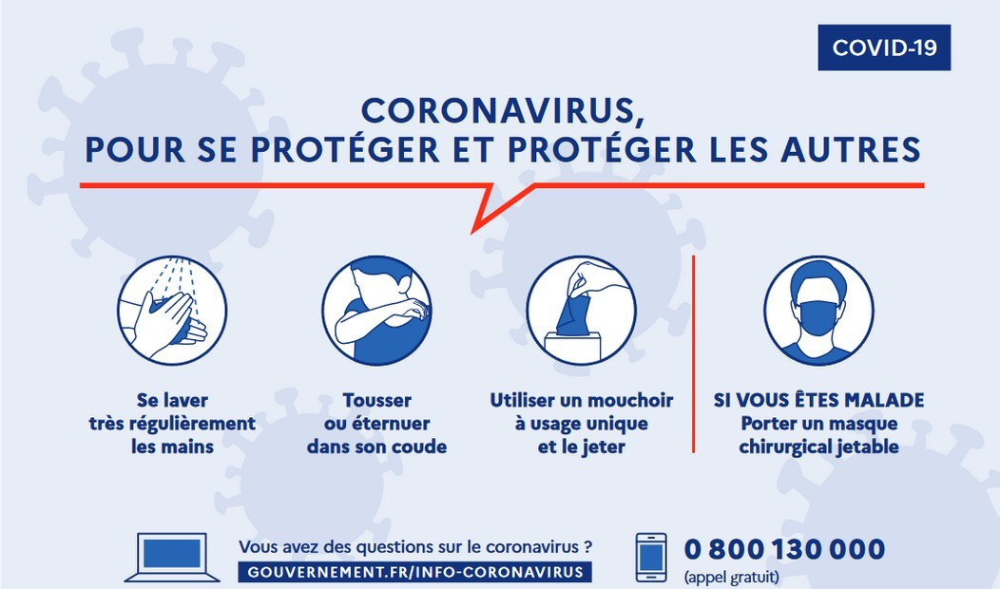 COVID-19
CORONAVIRUS,
POUR SE PROTÉGER ET PROTÉGER LES AUTRES
Se laver
très régulièrement
les mains
Tousser
ou éternuer
dans son coude
Utiliser un mouchoir
à usage unique
et le jeter
SI VOUS ÊTES MALADE
Porter un masque
chirurgical jetable
Vous avez des questions sur le coronavirus ?
GOUVERNEMENT.FR/INFO-CORONAVIRUS
0 800 130 000
(appel gratuit)